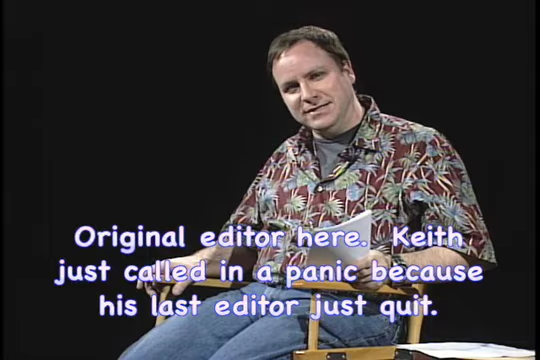 Original editor here.  Keith
just called in a panic because
his last editor just quit.